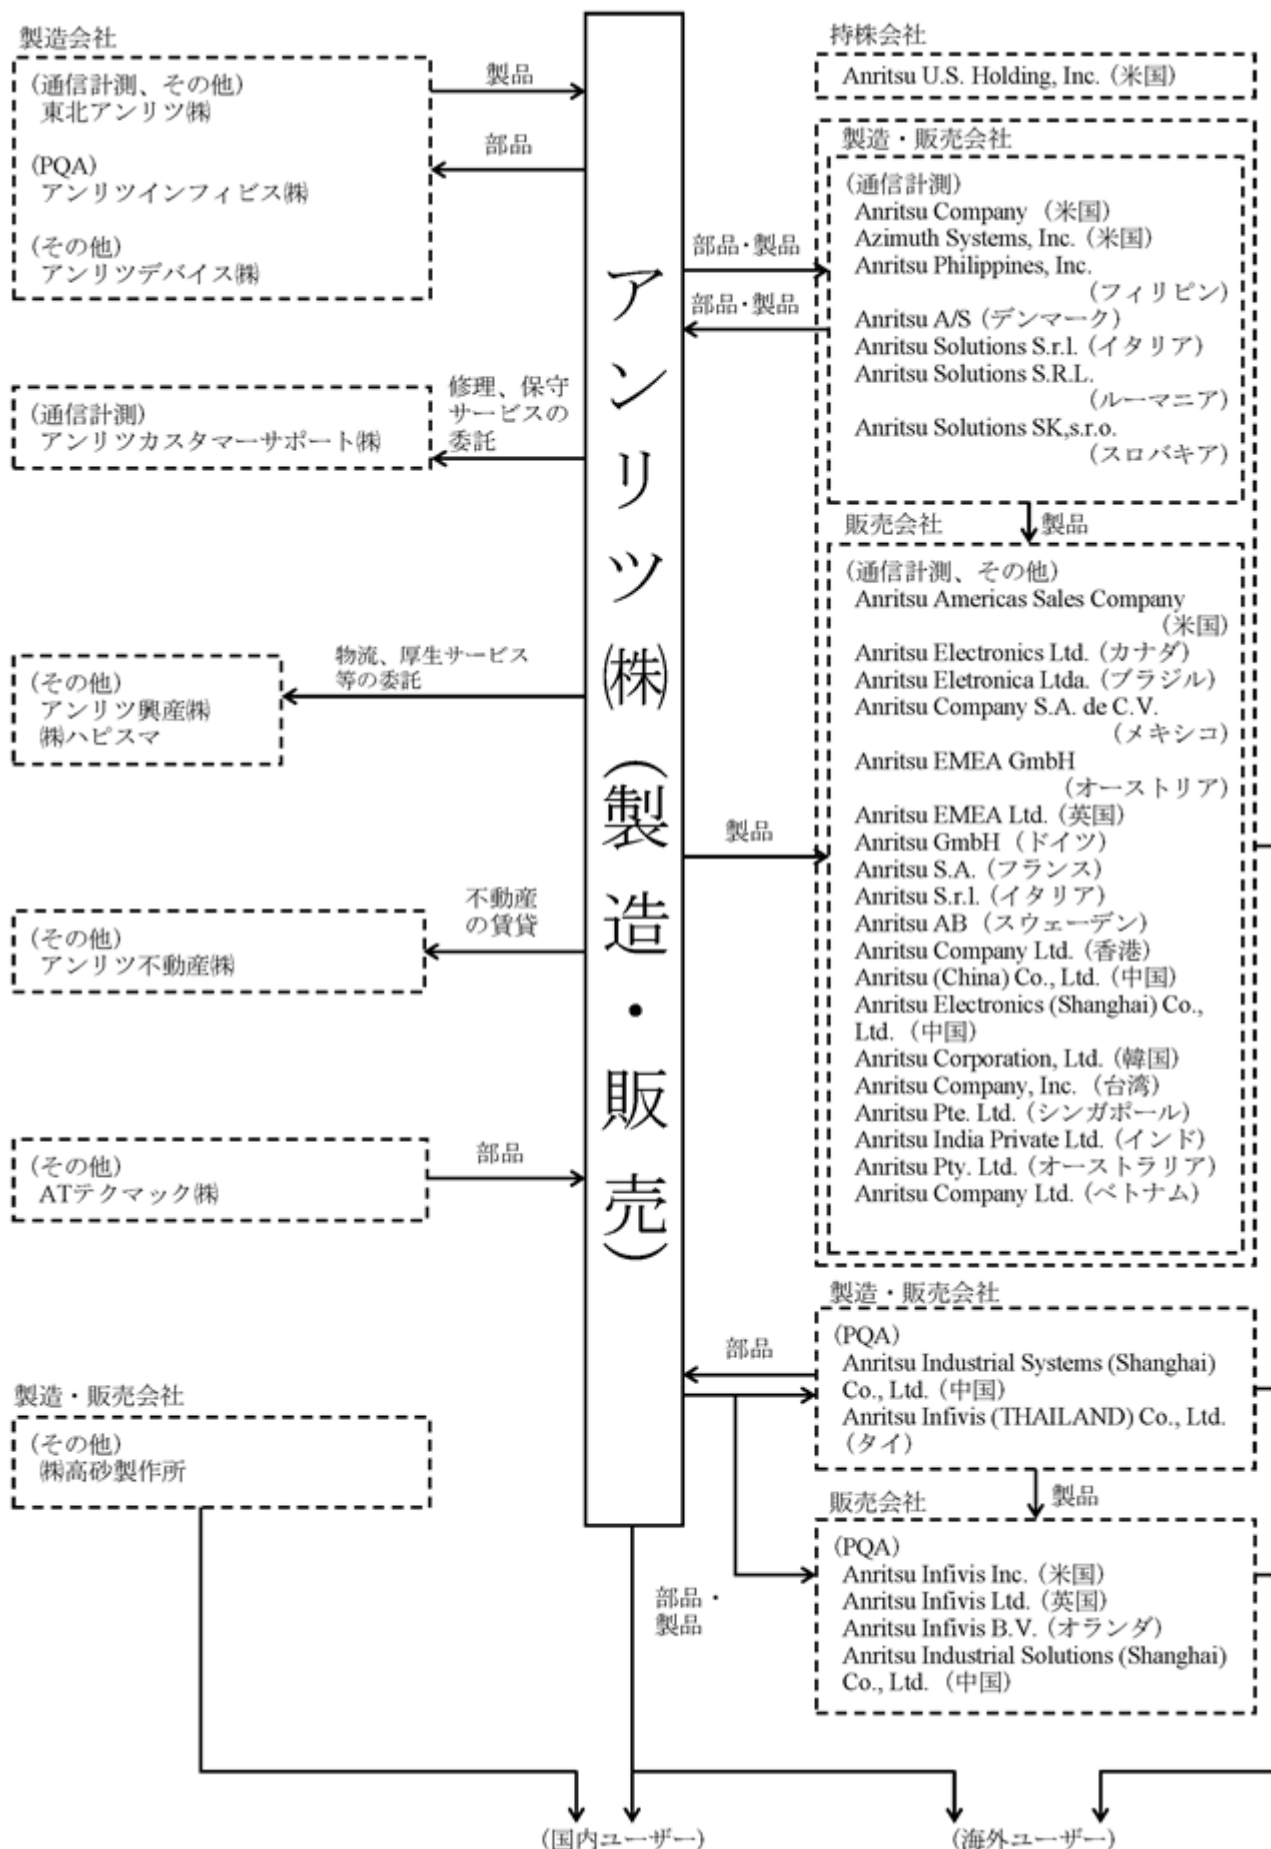 製造会社
(通信計測、その他)
東北アンリツ㈱
(PQA)
アンリツインフィビス㈱
(その他)
アンリツデバイス㈱
製品
部品
(通信計測)
アンリツカスタマーサポート㈱
修理、保守
サービスの
委託
(その他)
アンリツ興産㈱
㈱ハピスマ
物流、厚生サービス
等の委託
(その他)
アンリツ不動産㈱
不動産
の賃貸
(その他)
ATテクマック㈱
部品
製造・販売会社
(その他)
㈱高砂製作所
アンリツ㈱(製造・販売)
持株会社
Anritsu U.S. Holding, Inc. (米国)
製造・販売会社
(通信計測)
Anritsu Company (米国)
Azimuth Systems, Inc. (米国)
Anritsu Philippines, Inc.
(フィリピン)
Anritsu A/S (デンマーク)
Anritsu Solutions S.r.l. (イタリア)
Anritsu Solutions S.R.L.
(ルーマニア)
Anritsu Solutions SK,s.r.o.
(スロバキア)
部品・製品
部品・製品
製品
販売会社
(通信計測、その他)
Anritsu Americas Sales Company
(米国)
Anritsu Electronics Ltd. (カナダ)
Anritsu Eletronica Ltda. (ブラジル)
Anritsu Company S.A. de C.V.
(メキシコ)
Anritsu EMEA GmbH
(オーストリア)
Anritsu EMEA Ltd. (英国)
Anritsu GmbH (ドイツ)
Anritsu S.A. (フランス)
Anritsu S.r.l. (イタリア)
Anritsu AB (スウェーデン)
Anritsu Company Ltd. (香港)
Anritsu (China) Co., Ltd. (中国)
Anritsu Electronics (Shanghai) Co.,
Ltd. (中国)
Anritsu Corporation, Ltd. (韓国)
Anritsu Company, Inc. (台湾)
Anritsu Pte. Ltd. (シンガポール)
Anritsu India Private Ltd. (インド)
Anritsu Pty. Ltd. (オーストラリア)
Anritsu Company Ltd. (ベトナム)
製品
製造・販売会社
(PQA)
Anritsu Industrial Systems (Shanghai)
Co., Ltd. (中国)
Anritsu Infivis (THAILAND) Co., Ltd.
(タイ)
部品
製品
販売会社
(PQA)
Anritsu Infivis Inc. (米国)
Anritsu Infivis Ltd. (英国)
Anritsu Infivis B.V. (オランダ)
Anritsu Industrial Solutions (Shanghai)
Co., Ltd. (中国)
部品・
製品
(国内ユーザー)
(海外ユーザー)